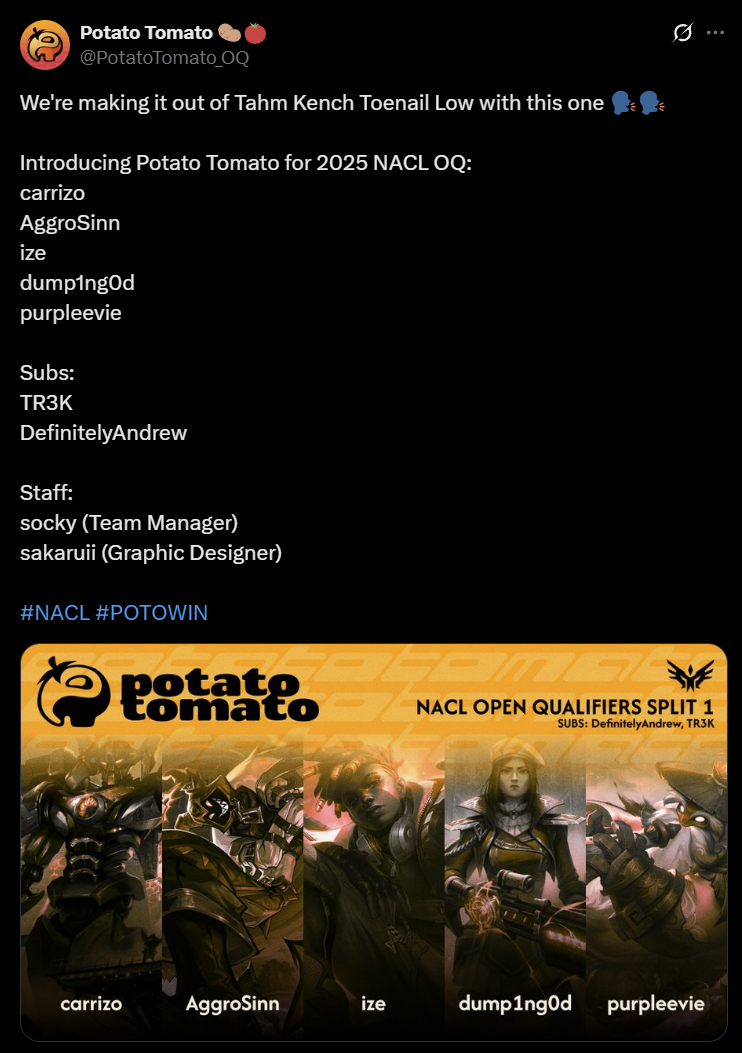 Potato Tomato 🥔🍅
@PotatoTomato_OQ
We're making it out of Tahm Kench Toenail Low with this one 🗣️🗣️
Introducing Potato Tomato for 2025 NACL OQ:
carrizo
AggroSinn
ize
dump1ng0d
purpleevie
Subs:
TR3K
DefinitelyAndrew
Staff:
socky (Team Manager)
sakaruii (Graphic Designer)
#NACL #POTOWIN
potato
tomato
NACL OPEN QUALIFIERS SPLIT 1
SUBS: DefinitelyAndrew, TR3K
carrizo
AggroSinn
ize
dump1ng0d
purpleevie